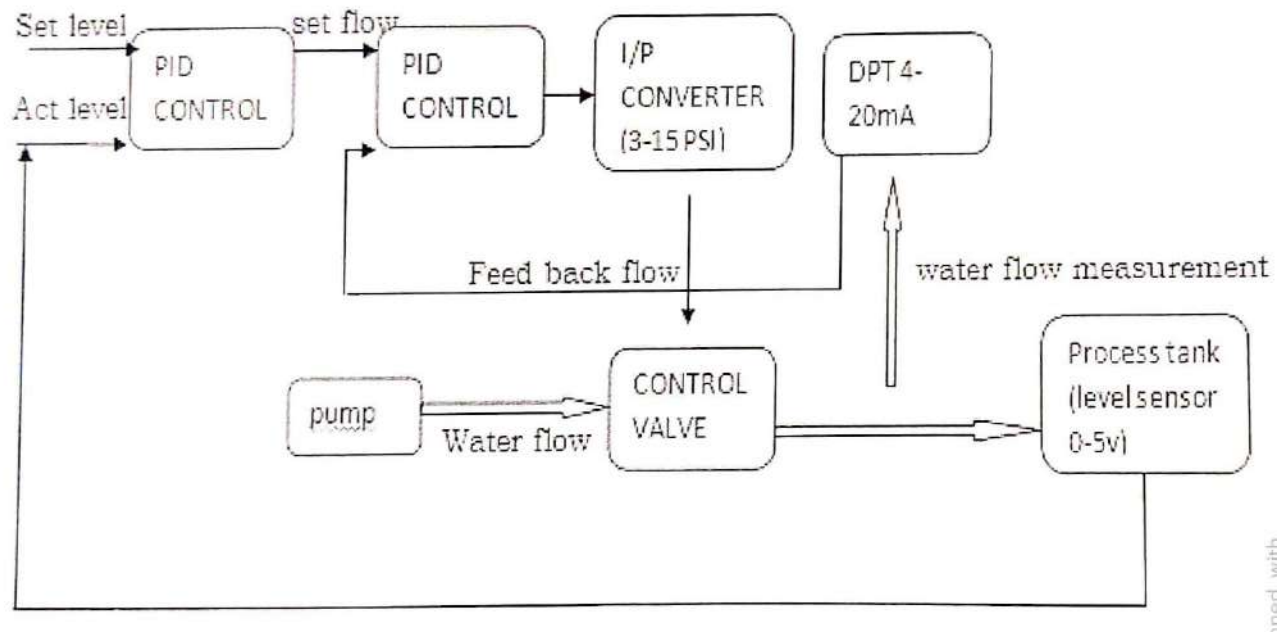 Set level
set flow
Act level
PID
CONTROL
PID
CONTROL
I/P
CONVERTER
(3-15 PSI)
DPT 4-
20mA
Feed back flow
water flow measurement
pump
Water flow
CONTROL
VALVE
Process tank
(level sensor
0-5v)
with